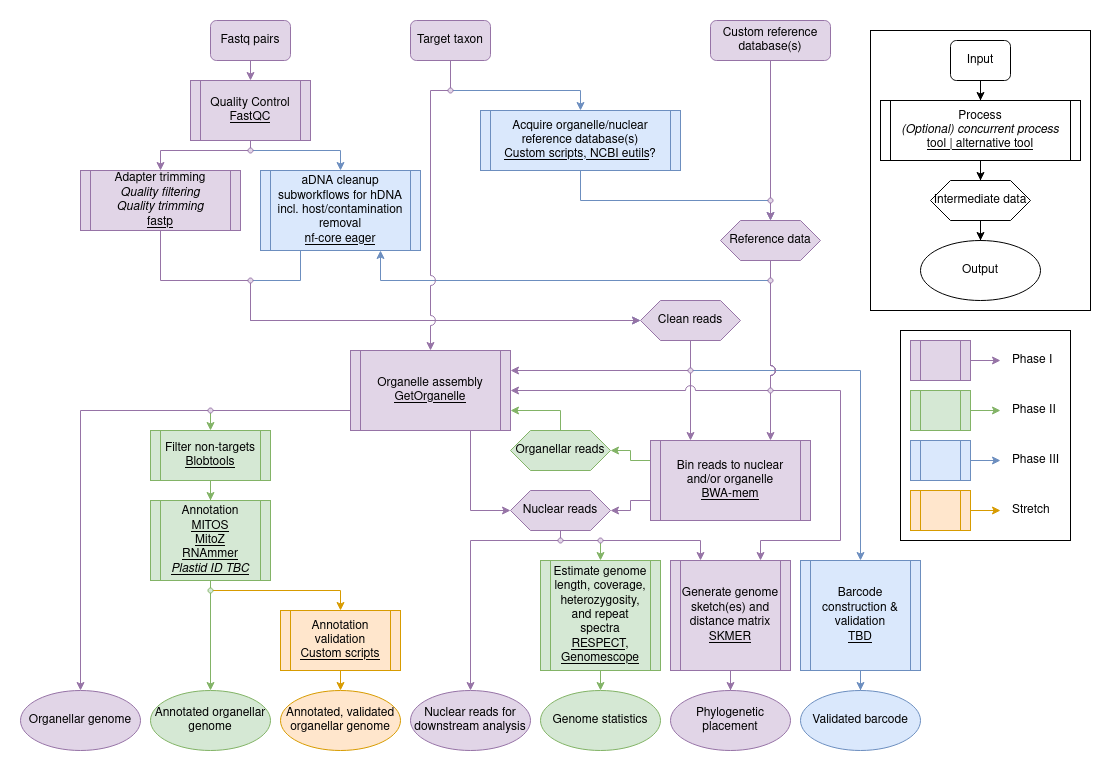 Fastq pairs
Target taxon
Custom reference
database(s)
Input
Quality Control
FastQC
Process
(Optional) concurrent process
tool | alternative tool
Acquire organelle/nuclear
reference database(s)
Custom scripts, NCBI eutils?
Adapter trimming
Quality filtering
Quality trimming
fastp
aDNA cleanup
subworkflows for hDNA
incl. host/contamination
removal
nf-core eager
Intermediate data
Reference data
Output
Clean reads
Phase I
Organelle assembly
GetOrganelle
Phase II
Filter non-targets
Blobtools
Organellar reads
Bin reads to nuclear
and/or organelle
BWA-mem
Phase III
Annotation
MITOS
MitoZ
RNAmmer
Plastid ID TBC
Nuclear reads
Stretch
Estimate genome
length, coverage,
heterozygosity,
and repeat
spectra
RESPECT,
Genomescope
Generate genome
sketch(es) and
distance matrix
SKMER
Barcode
construction &
validation
TBD
Annotation
validation
Custom scripts
Organellar genome
Annotated organellar
genome
Annotated, validated
organellar genome
Nuclear reads for
downstream analysis
Genome statistics
Phylogenetic
placement
Validated barcode